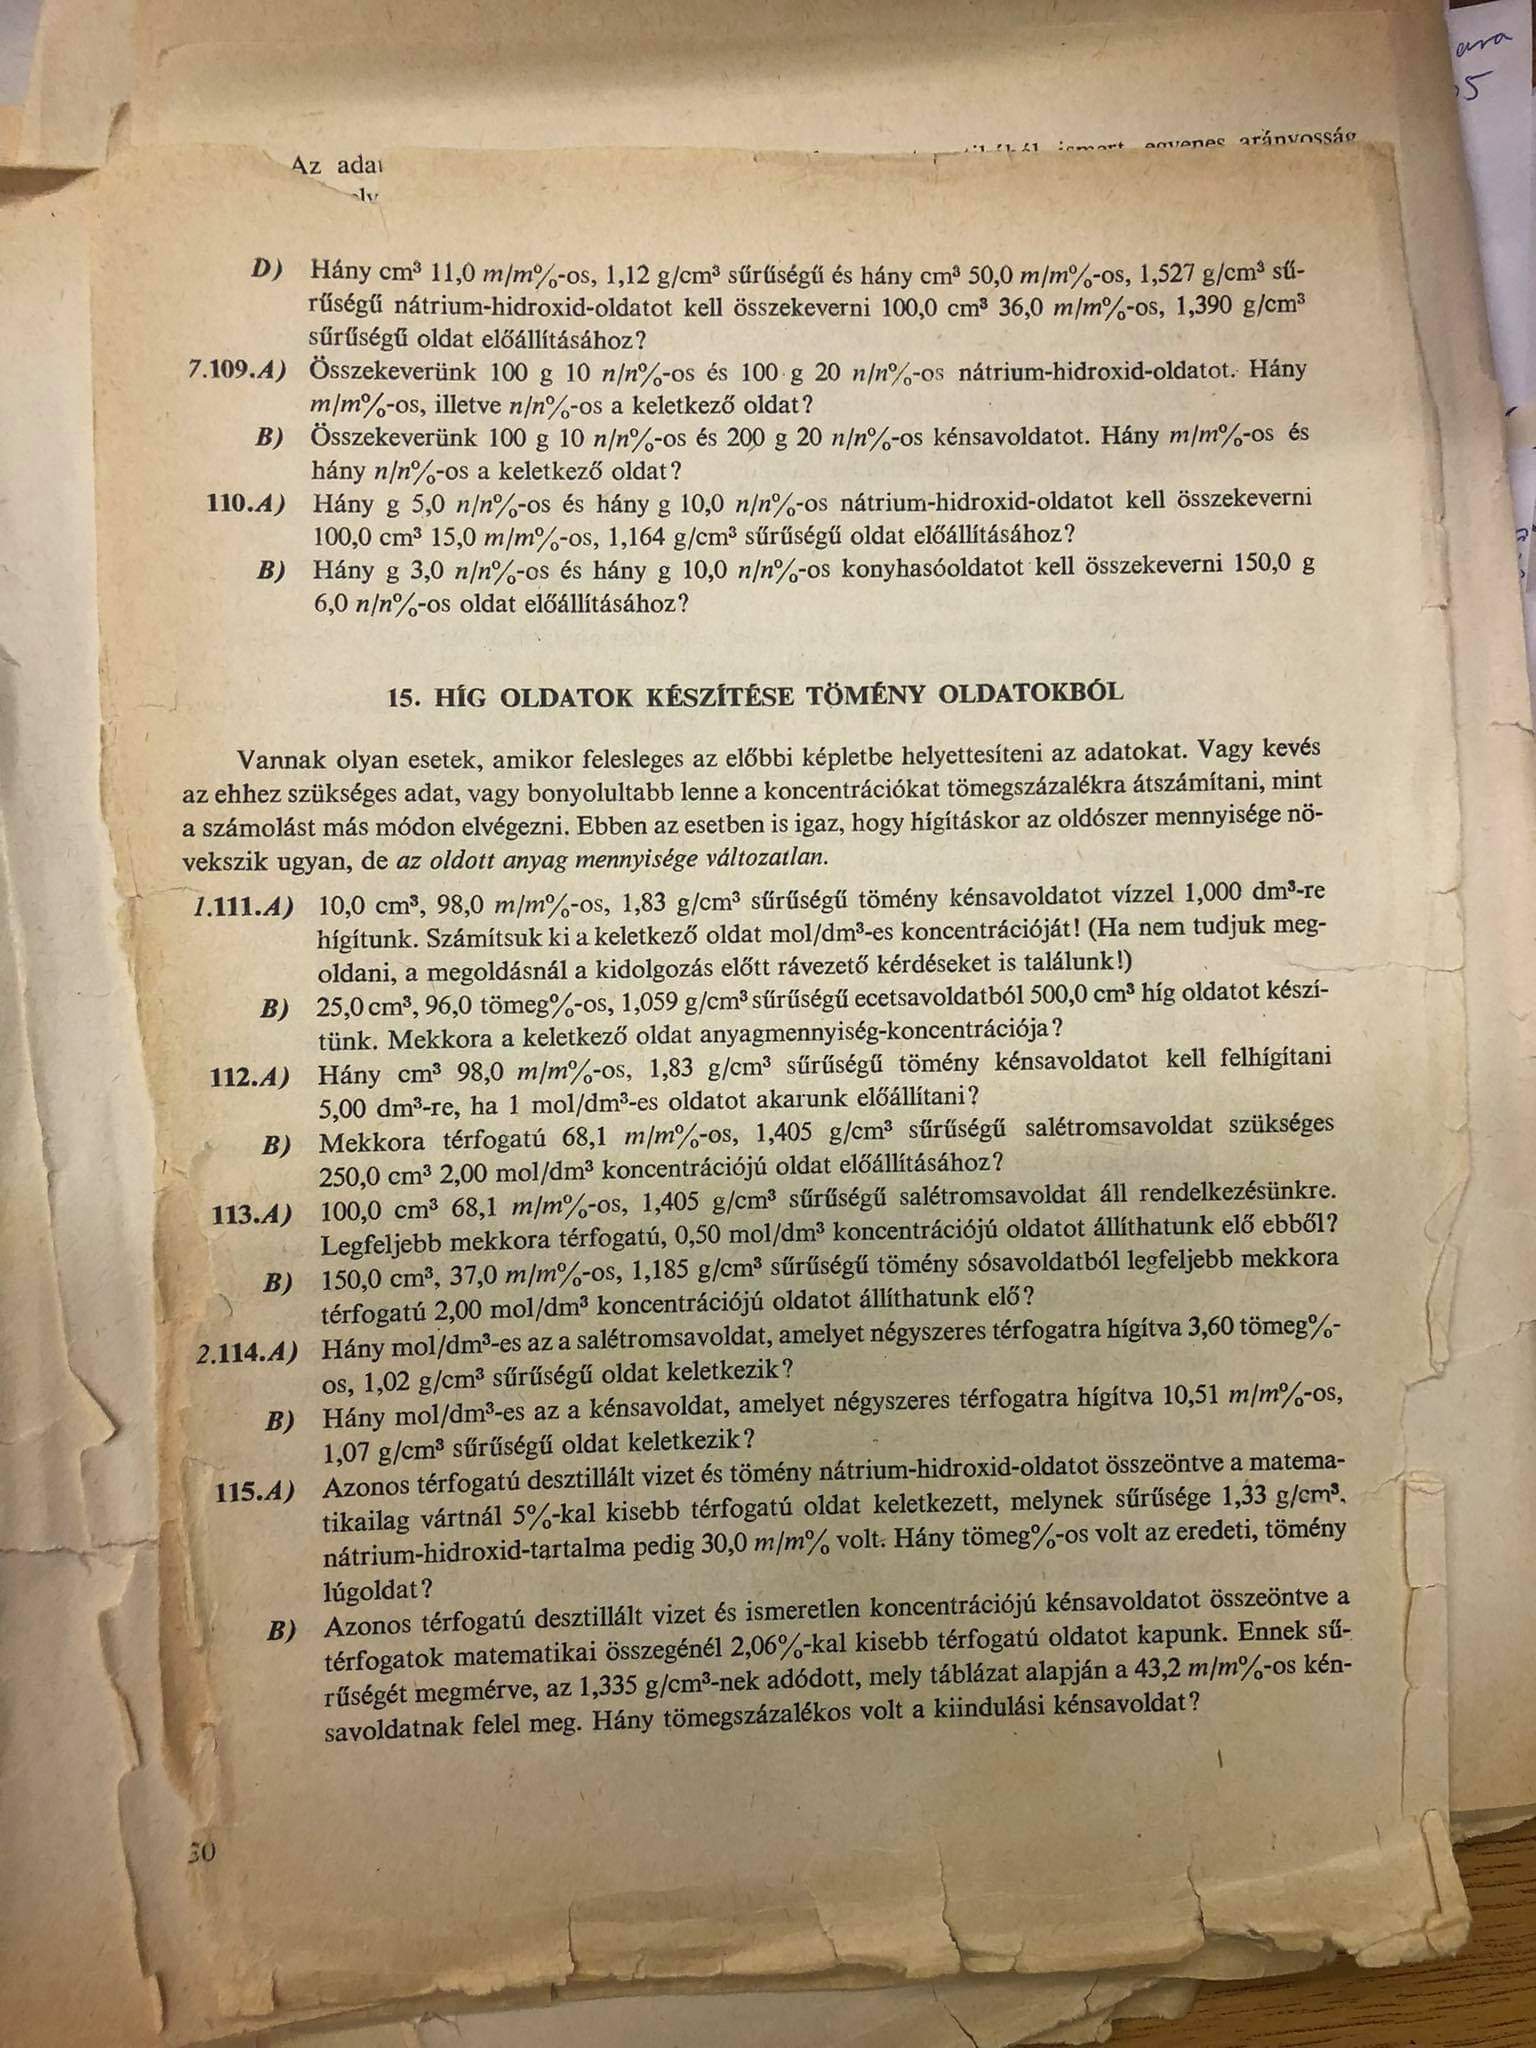 ara
5
egyenes arányosság
Az adat
D) Hány cm³ 11,0 m/m%-os, 1,12 g/cm³ sűrűségű és hány cm³ 50,0 m/m%-os, 1,527 g/cm³ sű-
rűségű nátrium-hidroxid-oldatot kell összekeverni 100,0 cm³ 36,0 m/m%-os, 1,390 g/cm³
sűrűségű oldat előállításához?
7.109.A) Összekeverünk 100 g 10 n/n%-os és 100 g 20 n/n%-os nátrium-hidroxid-oldatot. Hány
m/m%-os, illetve n/n%-os a keletkező oldat?
B) Összekeverünk 100 g 10 n/n%-os és 200 g 20 n/n%-os kénsavoldatot. Hány m/m%-os és
hány n/n%-os a keletkező oldat?
110.A) Hány g 5,0 n/n%-os és hány g 10,0 n/n%-os nátrium-hidroxid-oldatot kell összekeverni
100,0 cm³ 15,0 m/m%-os, 1,164 g/cm³ sűrűségű oldat előállításához?
B) Hány g 3,0 n/n%-os és hány g 10,0 n/n%-os konyhasóoldatot kell összekeverni 150,0 g
6,0 n/n%-os oldat előállításához?
15. HÍG OLDATOK KÉSZÍTÉSE TÖMÉNY OLDATOKBÓL
Vannak olyan esetek, amikor felesleges az előbbi képletbe helyettesíteni az adatokat. Vagy kevés
az ehhez szükséges adat, vagy bonyolultabb lenne a koncentrációkat tömegszázalékra átszámítani, mint
a számolást más módon elvégezni. Ebben az esetben is igaz, hogy hígításkor az oldószer mennyisége nö-
vekszik ugyan, de az oldott anyag mennyisége változatlan.
1.111.A) 10,0 cm³, 98,0 m/m%-os, 1,83 g/cm³ sűrűségű tömény kénsavoldatot vízzel 1,000 dm³-re
hígítunk. Számítsuk ki a keletkező oldat mol/dm³-es koncentrációját! (Ha nem tudjuk meg-
oldani, a megoldásnál a kidolgozás előtt rávezető kérdéseket is találunk!)
B) 25,0 cm³, 96,0 tömeg%-os, 1,059 g/cm³ sűrűségű ecetsavoldatból 500,0 cm³ híg oldatot készí-
tünk. Mekkora a keletkező oldat anyagmennyiség-koncentrációja?
112.A) Hány cm³ 98,0 m/m%-os, 1,83 g/cm³ sűrűségű tömény kénsavoldatot kell felhígítani
5,00 dm³-re, ha 1 mol/dm³-es oldatot akarunk előállítani?
B) Mekkora térfogatú 68,1 m/m%-os, 1,405 g/cm³ sűrűségű salétromsavoldat szükséges
250,0 cm³ 2,00 mol/dm³ koncentrációjú oldat előállításához?
113.A) 100,0 cm³ 68,1 m/m%-os, 1,405 g/cm³ sűrűségű salétromsavoldat áll rendelkezésünkre.
Legfeljebb mekkora térfogatú, 0,50 mol/dm³ koncentrációjú oldatot állíthatunk elő ebből?
B) 150,0 cm³, 37,0 m/m%-os, 1,185 g/cm³ sűrűségű tömény sósavoldatból legfeljebb mekkora
térfogatú 2,00 mol/dm³ koncentrációjú oldatot állíthatunk elő?
2.114.A) Hány mol/dm³-es az a salétromsavoldat, amelyet négyszeres térfogatra hígítva 3,60 tömeg%-
os, 1,02 g/cm³ sűrűségű oldat keletkezik?
B) Hány mol/dm³-es az a kénsavoldat, amelyet négyszeres térfogatra hígítva 10,51 m/m%-os,
1,07 g/cm³ sűrűségű oldat keletkezik?
115.A) Azonos térfogatú desztillált vizet és tömény nátrium-hidroxid-oldatot összeöntve a matema-
tikailag vártnál 5%-kal kisebb térfogatú oldat keletkezett, melynek sűrűsége 1,33 g/cm³,
nátrium-hidroxid-tartalma pedig 30,0 m/m% volt. Hány tömeg%-os volt az eredeti, tömény
lúgoldat?
B) Azonos térfogatú desztillált vizet és ismeretlen koncentrációjú kénsavoldatot összeöntve a
térfogatok matematikai összegénél 2,06%-kal kisebb térfogatú oldatot kapunk. Ennek sű-
rűségét megmérve, az 1,335 g/cm³-nek adódott, mely táblázat alapján a 43,2 m/m%-os kén-
savoldatnak felel meg. Hány tömegszázalékos volt a kiindulási kénsavoldat?
30